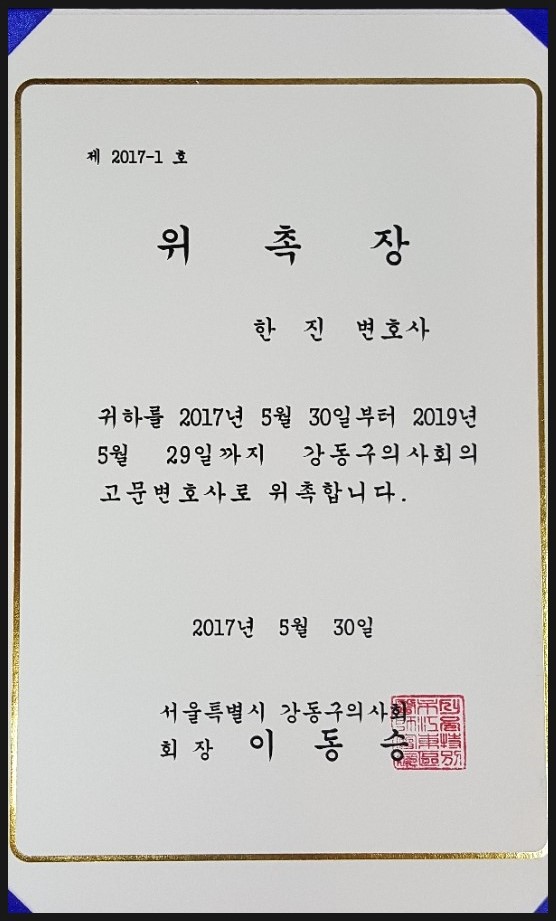 제 2017-1 호
위 촉 장
한 진 변호사
귀하를 2017년 5월 30일부터 2019년
5월 29일까지 강동구의사회의
고문변호사로 위촉합니다.
2017년 5월 30일
서울특별시 강동구의사회
회 장 이 동 승